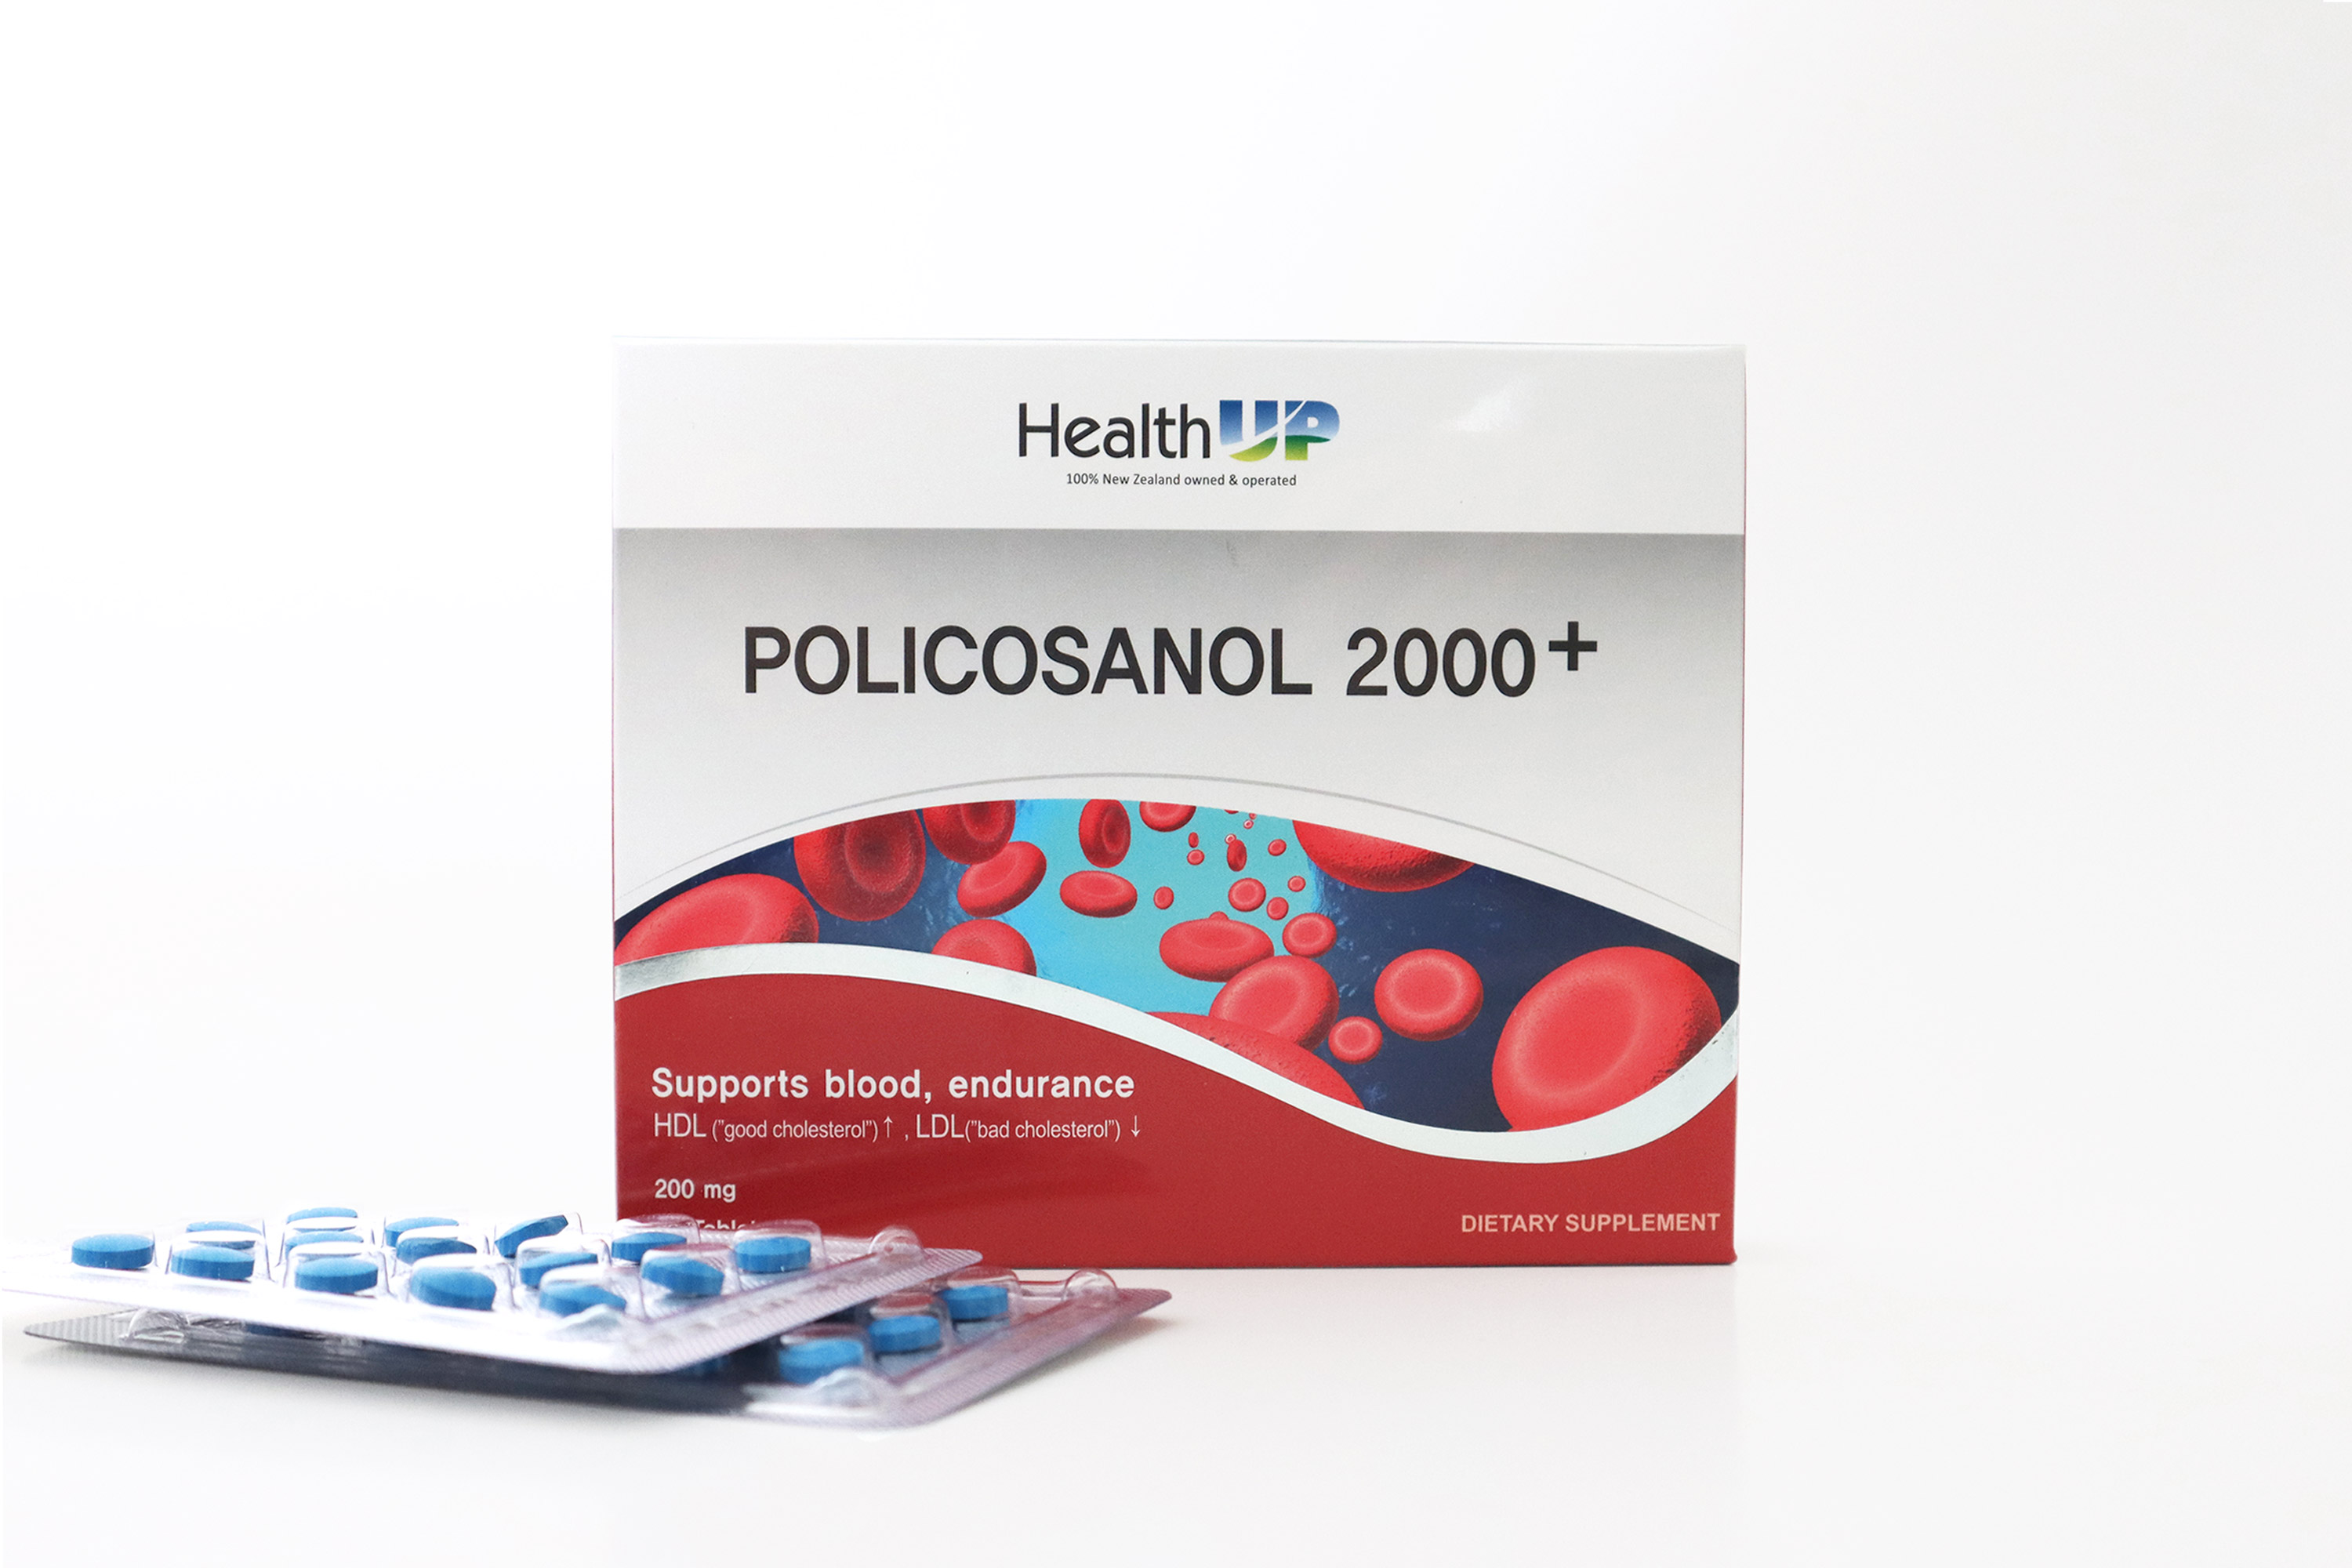 HealthUP
100% New Zealand owned & operated
POLICOSANOL 2000+
Supports blood, endurance
HDL ("good cholesterol")↑ , LDL("bad cholesterol") ↓
200 mg
DIETARY SUPPLEMENT